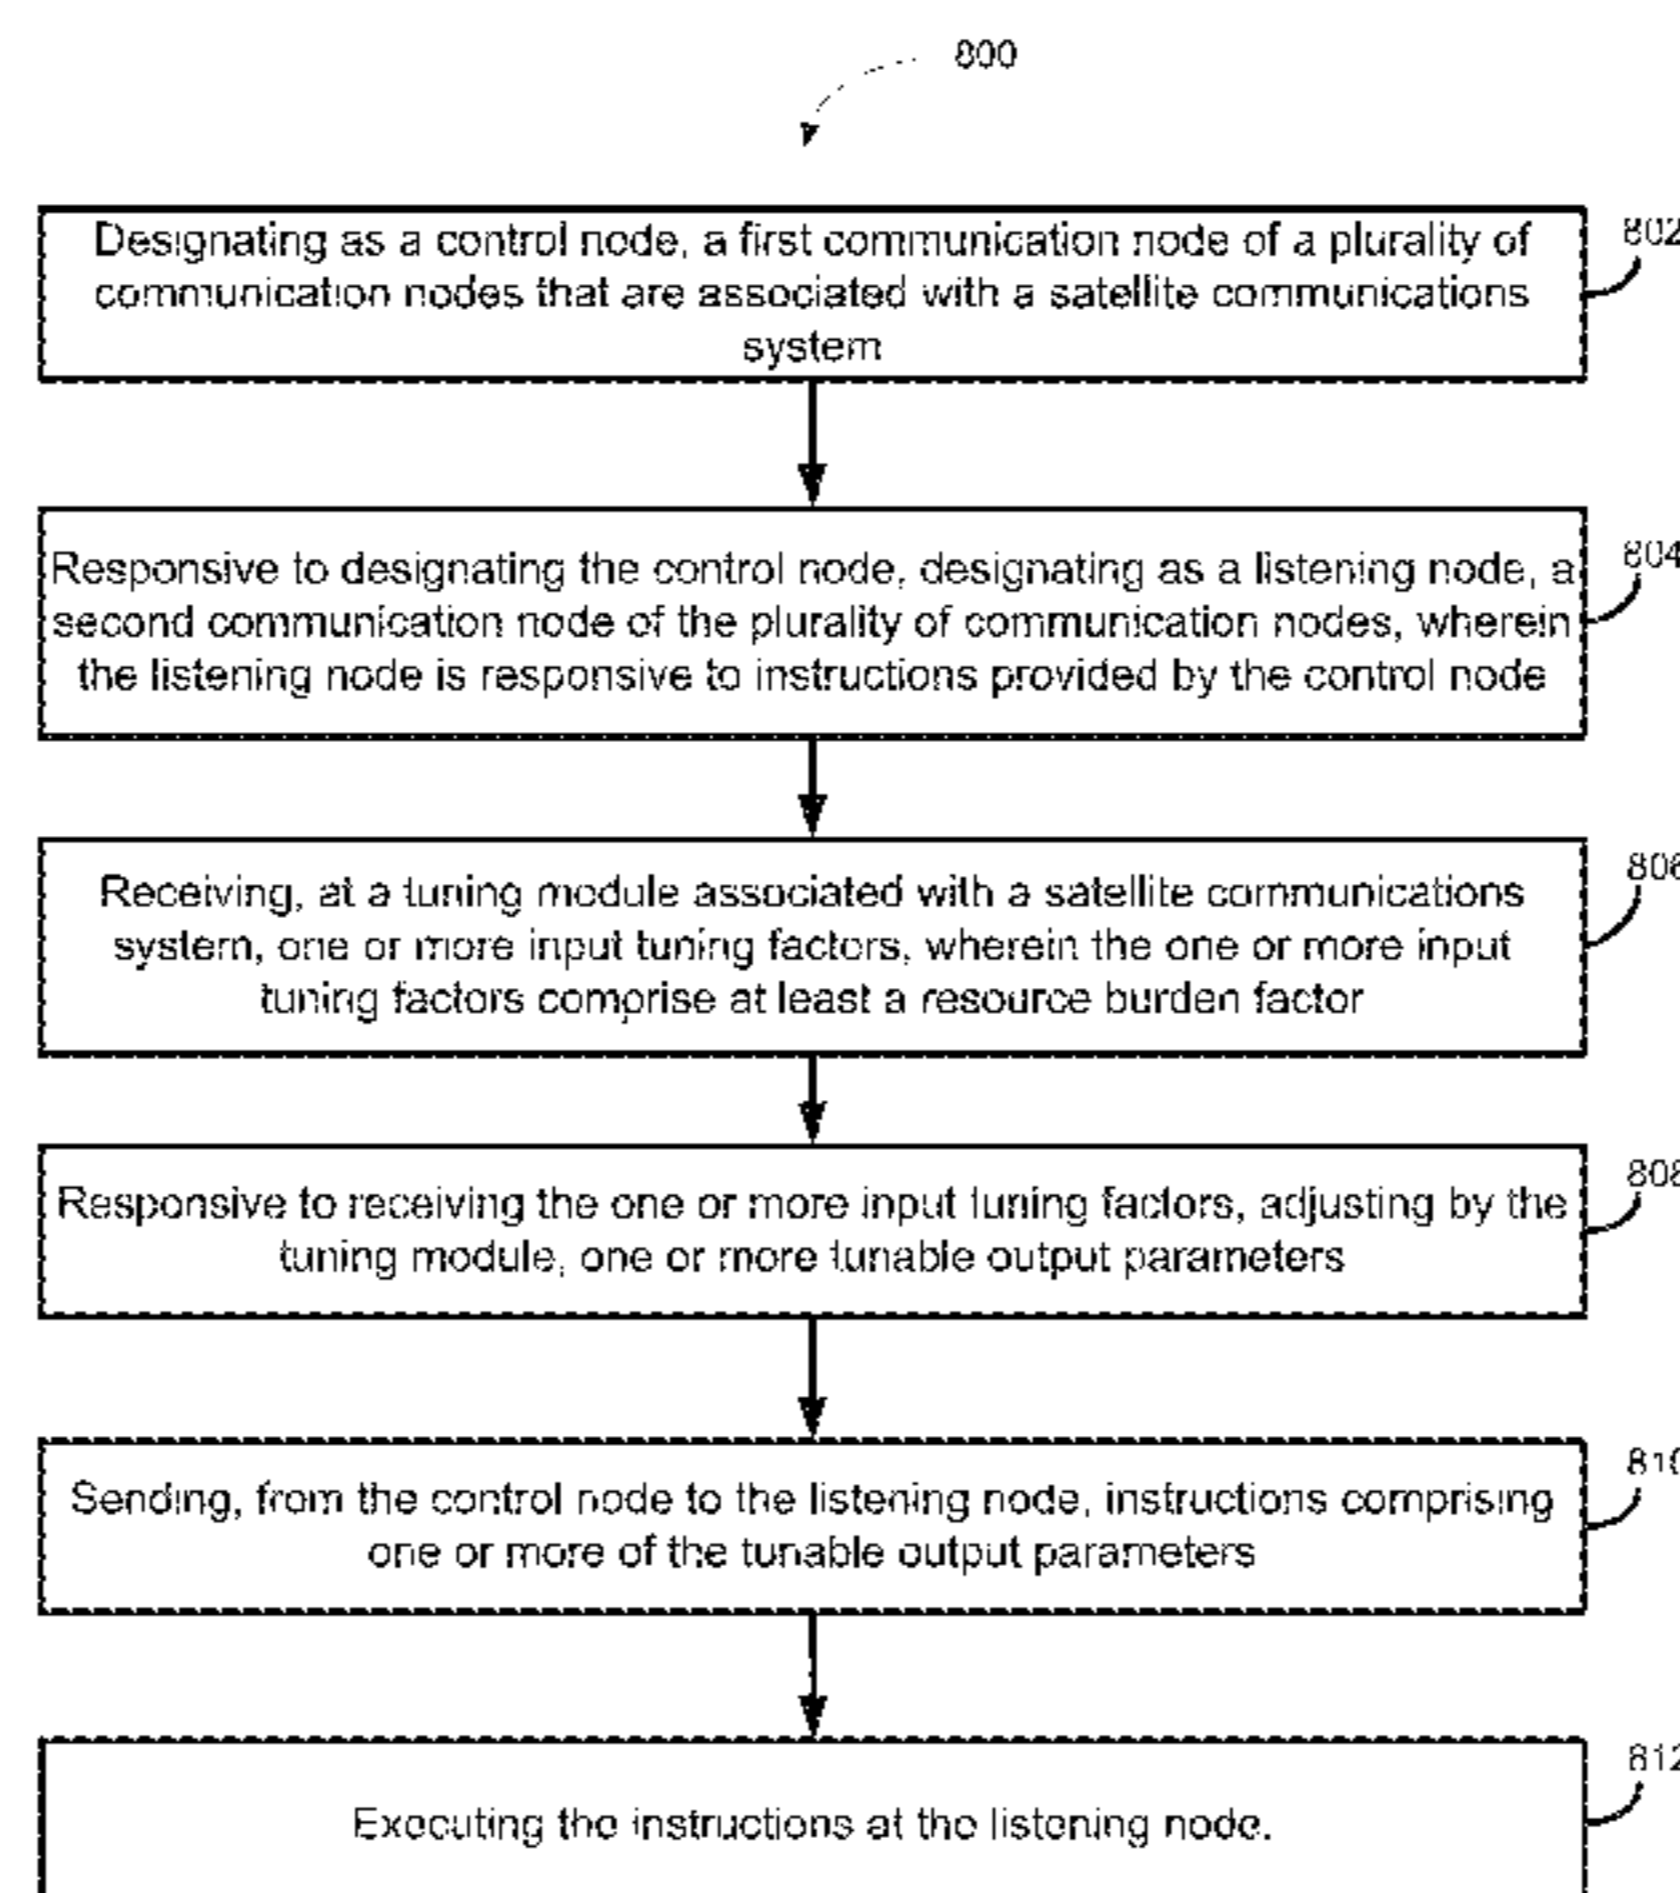 800
Designating as a control node, a first communication node of a plurality of
communication nodes that are associated with a satellite communications
system
802
Responsive to designating the control node, designating as a listening node, a
second communication node of the plurality of communication nodes, wherein
the listening node is responsive to instructions provided by the control node
804
Receiving, at a tuning module associated with a satellite communications
system, one or more input tuning factors, wherein the one or more input
tuning factors comprise at least a resource burden factor
806
Responsive to receiving the one or more input tuning factors, adjusting by the
tuning module, one or more tunable output parameters
808
Sending, from the control node to the listening node, instructions comprising
one or more of the tunable output parameters
810
Executing the instructions at the listening node.
812